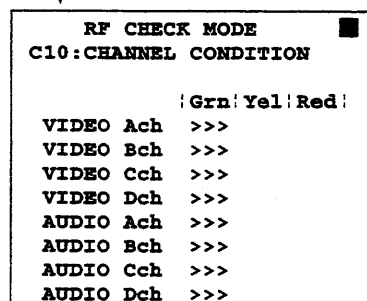 RF CHECK MODE
C10:CHANNEL CONDITION
¦Grn¦Yel¦Red¦
VIDEO Ach >>>
VIDEO Bch >>>
VIDEO Cch >>>
VIDEO Dch >>>
AUDIO Ach >>>
AUDIO Bch >>>
AUDIO Cch >>>
AUDIO Dch >>>